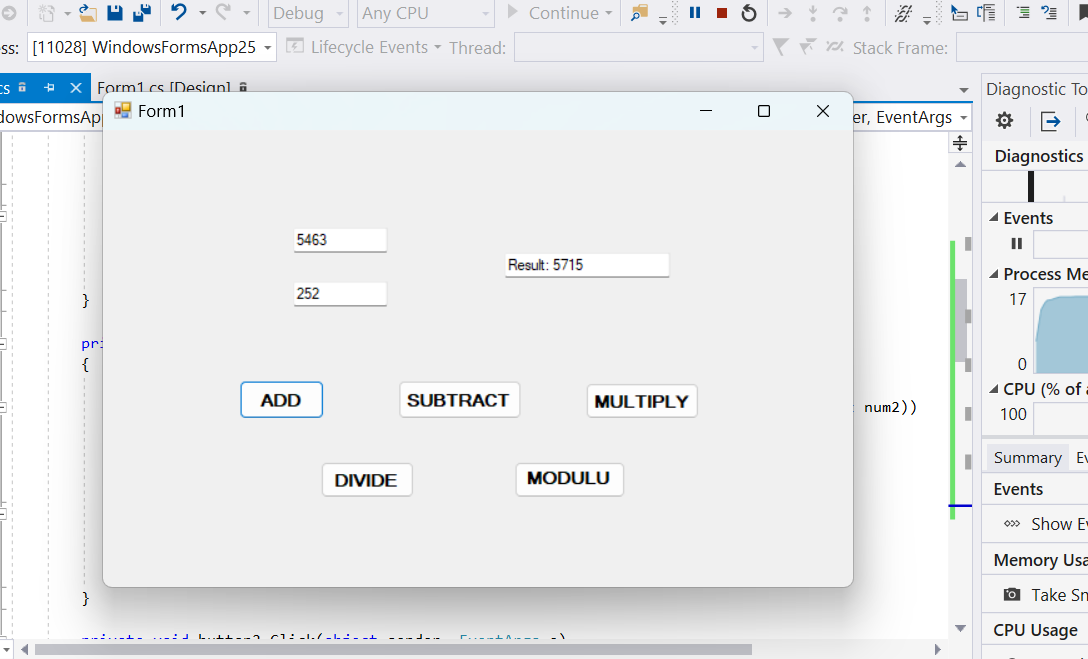 Debug Any CPU Continue
ss: [11028] WindowsFormsApp25 Lifecycle Events Thread: Stack Frame:
cs Form1.cs [Design] Diagnostic To
dowsFormsApp er, EventArgs
Form1
Diagnostics
Events
5463
Result: 5715
252
Process Me
17
0
}
pri
{
ADD SUBTRACT MULTIPLY
CPU (% of a
num2))
100
DIVIDE MODULU
Summary Ev
Events
Show Ev
Memory Usa
Take Sn
}
CPU Usage
private void button2_Click(object sender, EventArgs e)